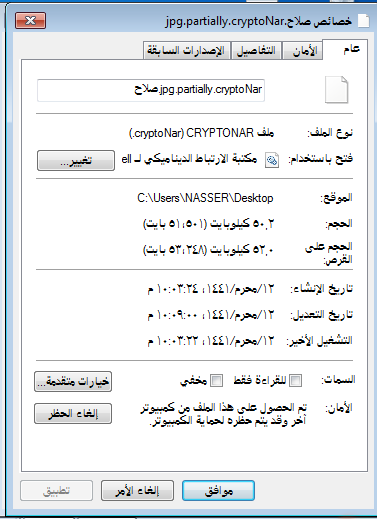 خصائص صلاح.jpg.partially.cryptoNar
عام
الأمان
التفاصيل
الإصدارات السابقة
صلاح.jpg.partially.cryptoNar
نوع الملف: ملف CRYPTONAR (.cryptoNar)
فتح باستخدام: مكتبة الارتباط الديناميكي لـ ell
تغيير...
الموقع: C:\Users\NASSER\Desktop
الحجم: ٥٠,٢ كيلوبايت (٥١،٥٠١ بايت)
الحجم على القرص: ٥٢,٠ كيلوبايت (٥٣،٢٤٨ بايت)
تاريخ الإنشاء: ١٢/محرم/١٤٤١، ١٠:٠٣:٢٤ م
تاريخ التعديل: ١٢/محرم/١٤٤١، ١٠:٠٩:٠٠ م
التشغيل الأخير: ١٢/محرم/١٤٤١، ١٠:٠٣:٢٢ م
السمات: للقراءة فقط مخفي
خيارات متقدمة...
الأمان: تم الحصول على هذا الملف من كمبيوتر
آخر وقد يتم حظره لحماية الكمبيوتر.
إلغاء الحظر
موافق
إلغاء الأمر
تطبيق